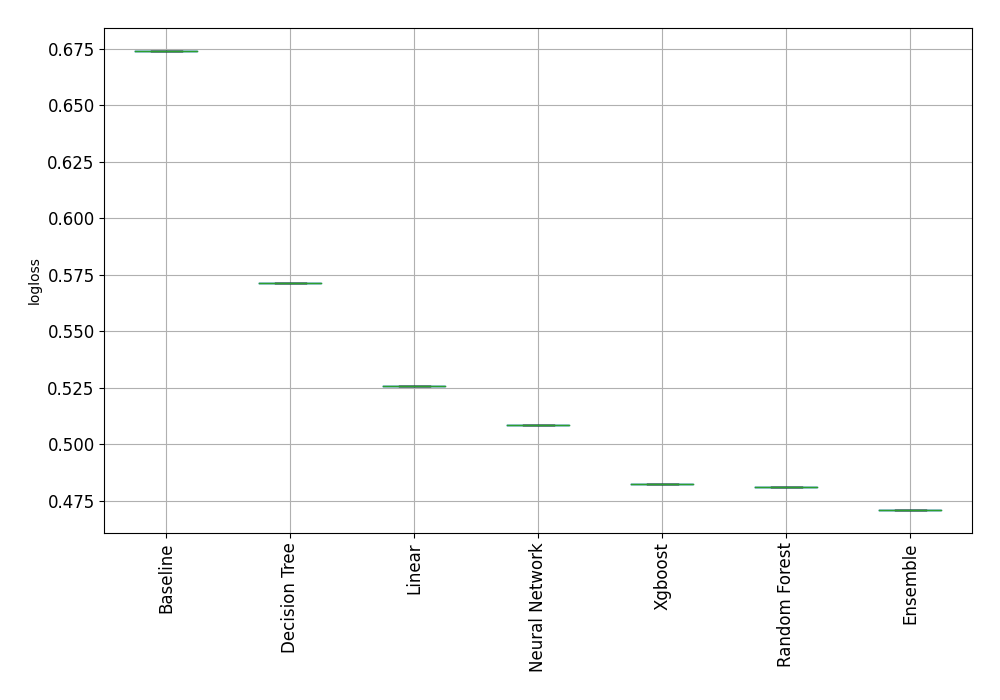 0.675
0.650
0.625
0.600
0.575
0.550
0.525
0.500
0.475
logloss
Baseline
Decision Tree
Linear
Neural Network
Xgboost
Random Forest
Ensemble